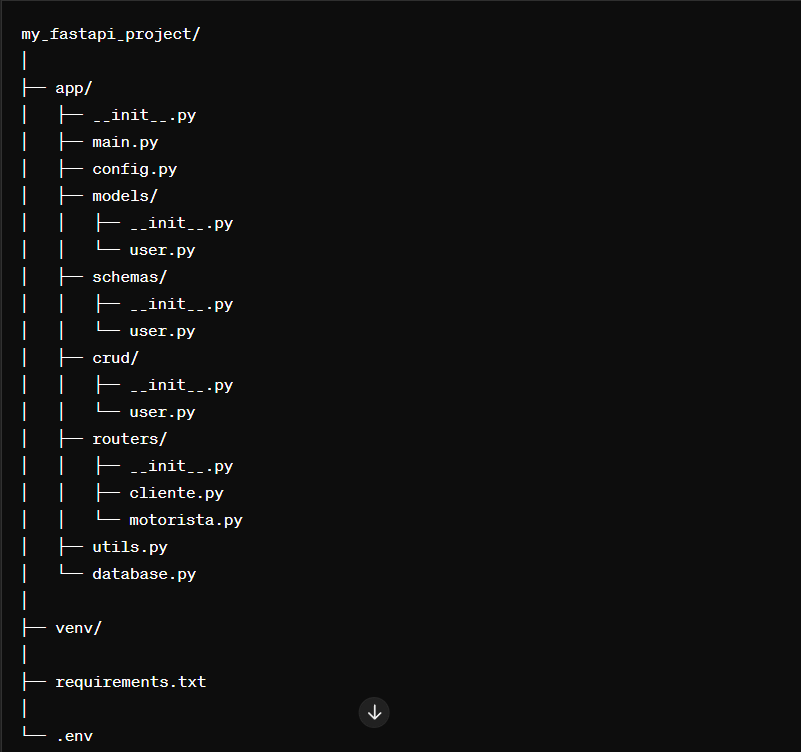 my_fastapi_project/
│
├── app/
│   ├── __init__.py
│   ├── main.py
│   ├── config.py
│   ├── models/
│   │   ├── __init__.py
│   │   └── user.py
│   ├── schemas/
│   │   ├── __init__.py
│   │   └── user.py
│   ├── crud/
│   │   ├── __init__.py
│   │   └── user.py
│   ├── routers/
│   │   ├── __init__.py
│   │   ├── cliente.py
│   │   └── motorista.py
│   ├── utils.py
│   └── database.py
│
├── venv/
│
├── requirements.txt
│
└── .env